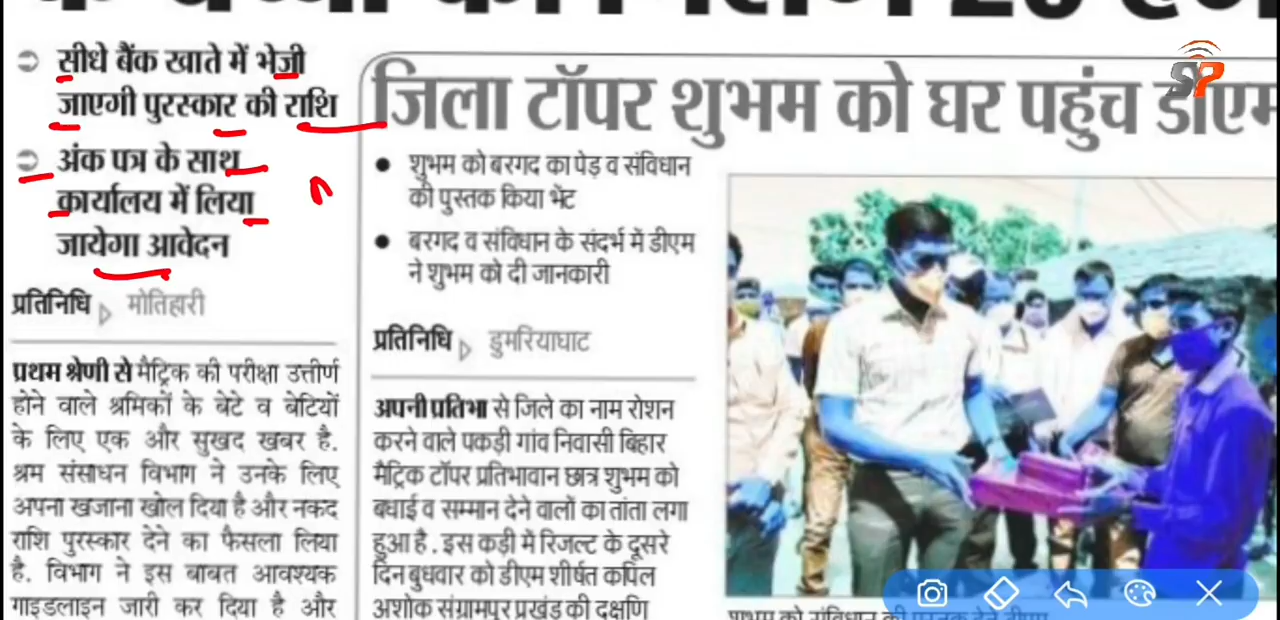 सीधे बैंक खाते में भेजी
जाएगी पुरस्कार की राशि
अंक पत्र के साथ
कार्यालय में लिया
जायेगा आवेदन
प्रतिनिधि ▷ मोतिहारी
प्रथम श्रेणी से मैट्रिक की परीक्षा उत्तीर्ण
होने वाले श्रमिकों के बेटे व बेटियों
के लिए एक और सुखद खबर है.
श्रम संसाधन विभाग ने उनके लिए
अपना खजाना खोल दिया है और नकद
राशि पुरस्कार देने का फैसला लिया
है. विभाग ने इस बाबत आवश्यक
गाइडलाइन जारी कर दिया है और
जिला टॉपर शुभम को घर पहुंच डीएम
● शुभम को बरगद का पेड़ व संविधान
की पुस्तक किया भेंट
● बरगद व संविधान के संदर्भ में डीएम
ने शुभम को दी जानकारी
प्रतिनिधि ▷ डुमरियाघाट
अपनी प्रतिभा से जिले का नाम रोशन
करने वाले पकड़ी गांव निवासी बिहार
मैट्रिक टॉपर प्रतिभावान छात्र शुभम को
बधाई व सम्मान देने वालों का तांता लगा
हुआ है. इस कड़ी में रिजल्ट के दूसरे
दिन बुधवार को डीएम शीर्षत कपिल
अशोक संग्रामपुर प्रखंड की दक्षणि
SP